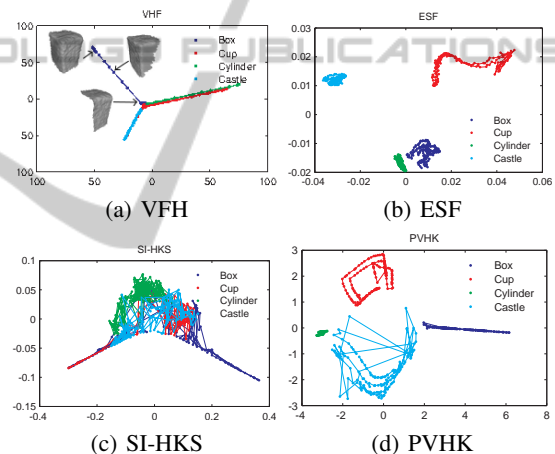 VHF
100
50
0
50
100
100 50 0 50 100
Box
Cup
Cylinder
Castle
(a) VFH
ESF
0.03
0.02
0.01
0
-0.01
-0.02
-0.04 -0.02 0 0.02 0.04 0.06
Box
Cup
Cylinder
Castle
(b) ESF
PUBLICATIONS
SI-HKS
0.1
0.05
0
-0.05
-0.1
-0.15
-0.4 -0.2 0 0.2 0.4
Box
Cup
Cylinder
Castle
(c) SI-HKS
PVHK
3
2
1
0
-1
-2
-3
-4 -2 0 2 4 6 8
Box
Cup
Cylinder
Castle
(d) PVHK